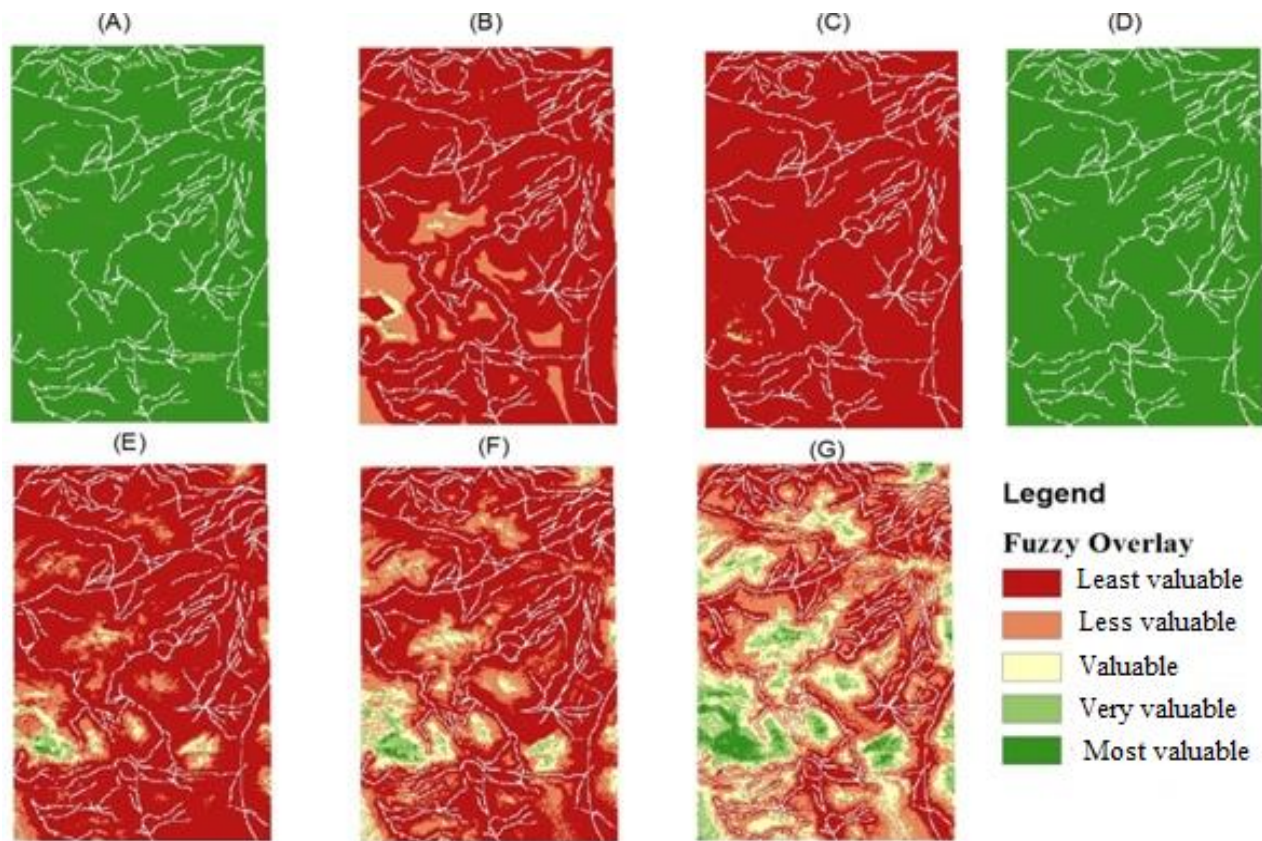 (A)
(B)
(C)
(D)
(E)
(F)
(G)
Legend
Fuzzy Overlay
Least valuable
Less valuable
Valuable
Very valuable
Most valuable